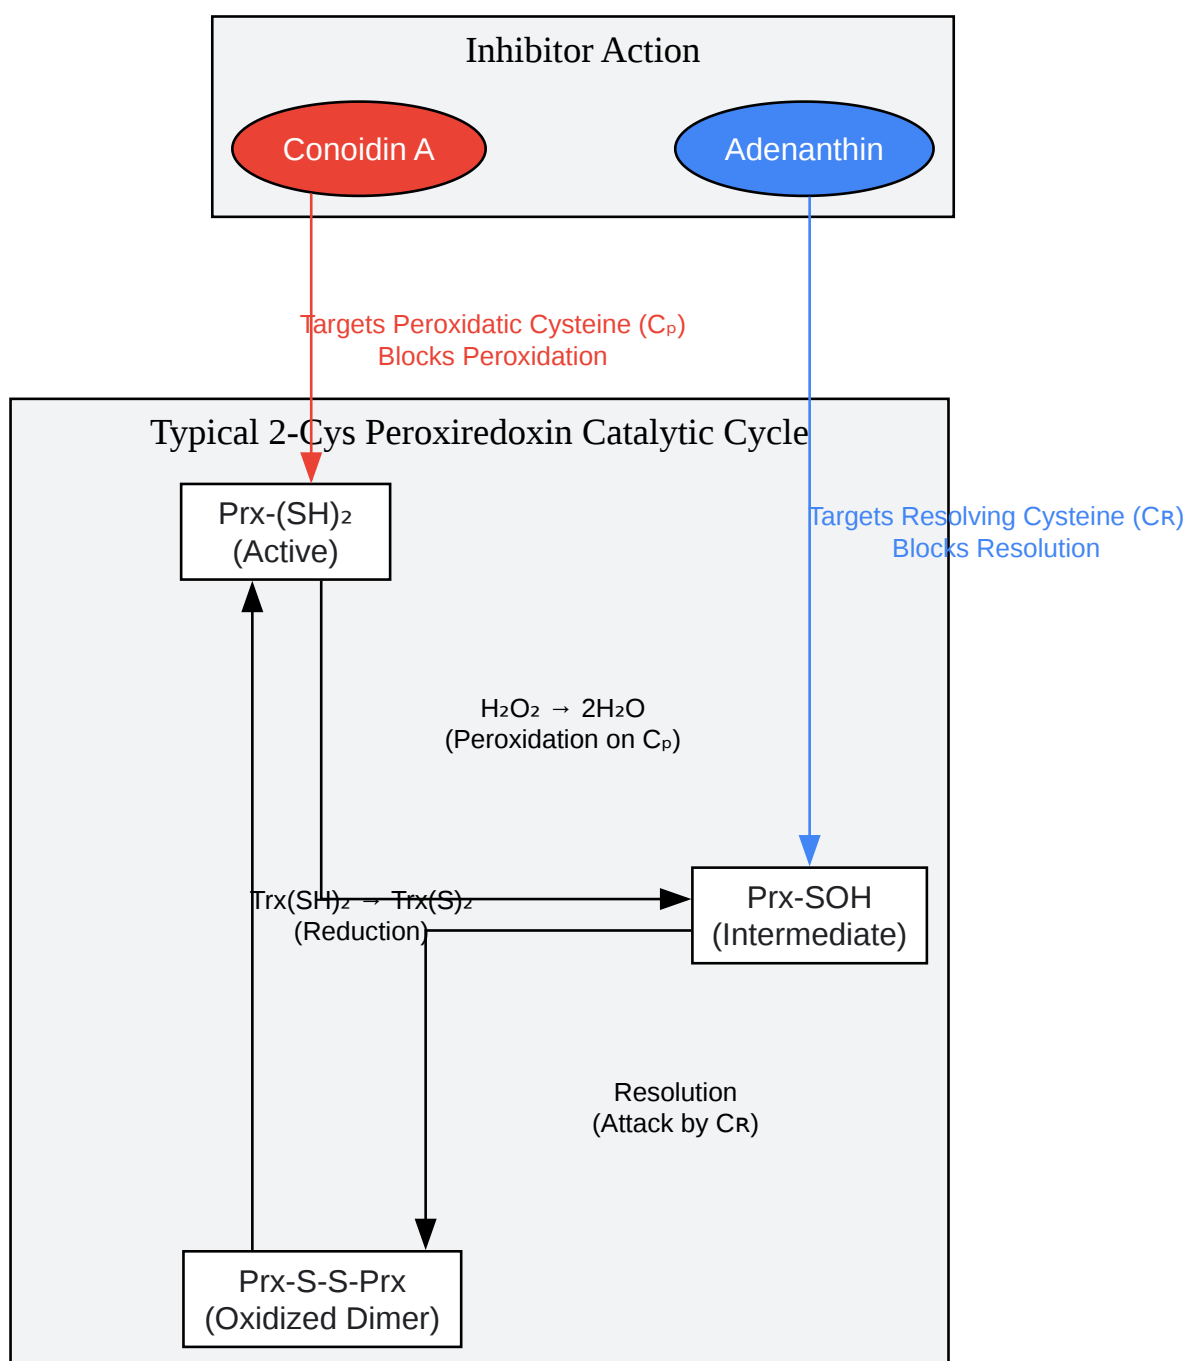 Inhibitor Action
Conoidin A
Adenanthin
Targets Peroxidatic Cysteine (Cₚ)
Blocks Peroxidation
Typical 2-Cys Peroxiredoxin Catalytic Cycle
Prx-(SH)₂
(Active)
Targets Resolving Cysteine (Cʀ)
Blocks Resolution
H₂O₂ → 2H₂O
(Peroxidation on Cₚ)
Trx(SH)₂ → Trx(S)₂
(Reduction)
Prx-SOH
(Intermediate)
Resolution
(Attack by Cʀ)
Prx-S-S-Prx
(Oxidized Dimer)